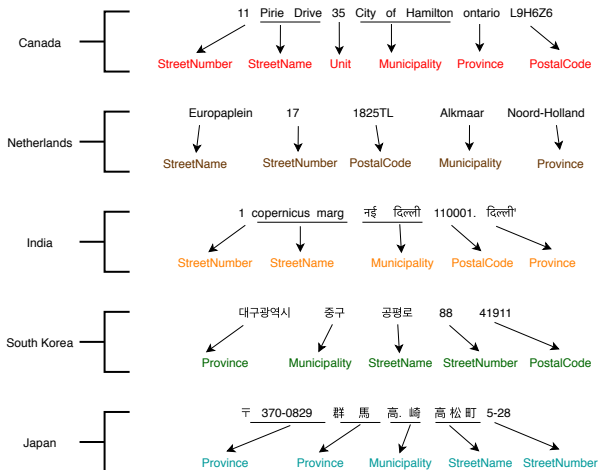 11 Pirie Drive 35 City of Hamilton ontario L9H6Z6
Canada
StreetNumber StreetName Unit Municipality Province PostalCode
Europaplein 17 1825TL Alkmaar Noord-Holland
Netherlands
StreetName StreetNumber PostalCode Municipality Province
1 copernicus marg नई दिल्ली 110001. दिल्ली'
India
StreetNumber StreetName Municipality PostalCode Province
대구광역시 중구 공평로 88 41911
South Korea
Province Municipality StreetName StreetNumber PostalCode
〒 370-0829 群 馬 高. 崎 高 松 町 5-28
Japan
Province Province Municipality StreetName StreetNumber